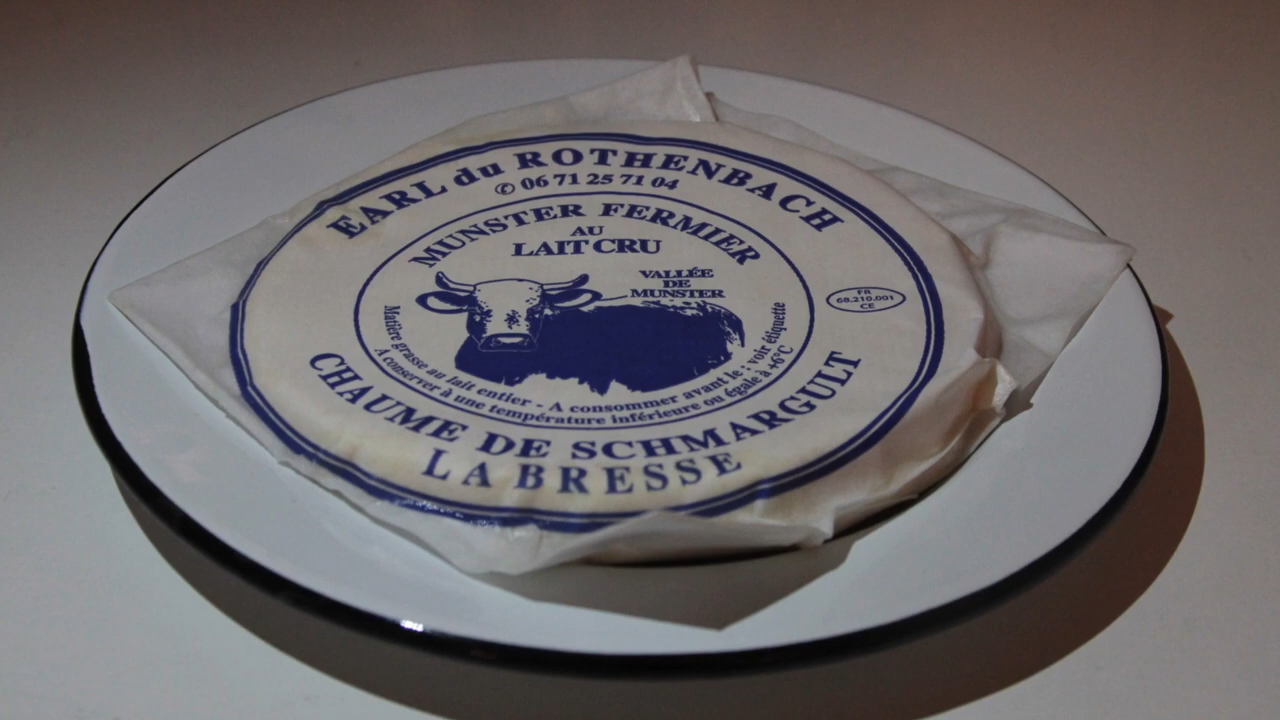 EARL du ROTHENBACH
✆ 06 71 25 71 04
MUNSTER FERMIER
AU
LAIT CRU
VALLÉE
DE
MUNSTER
FR
68.210.001
CE
Matière grasse au lait entier - A consommer avant le : voir étiquette
A conserver à une température inférieure ou égale à +6°C
CHAUME DE SCHMARGULT
LA BRESSE